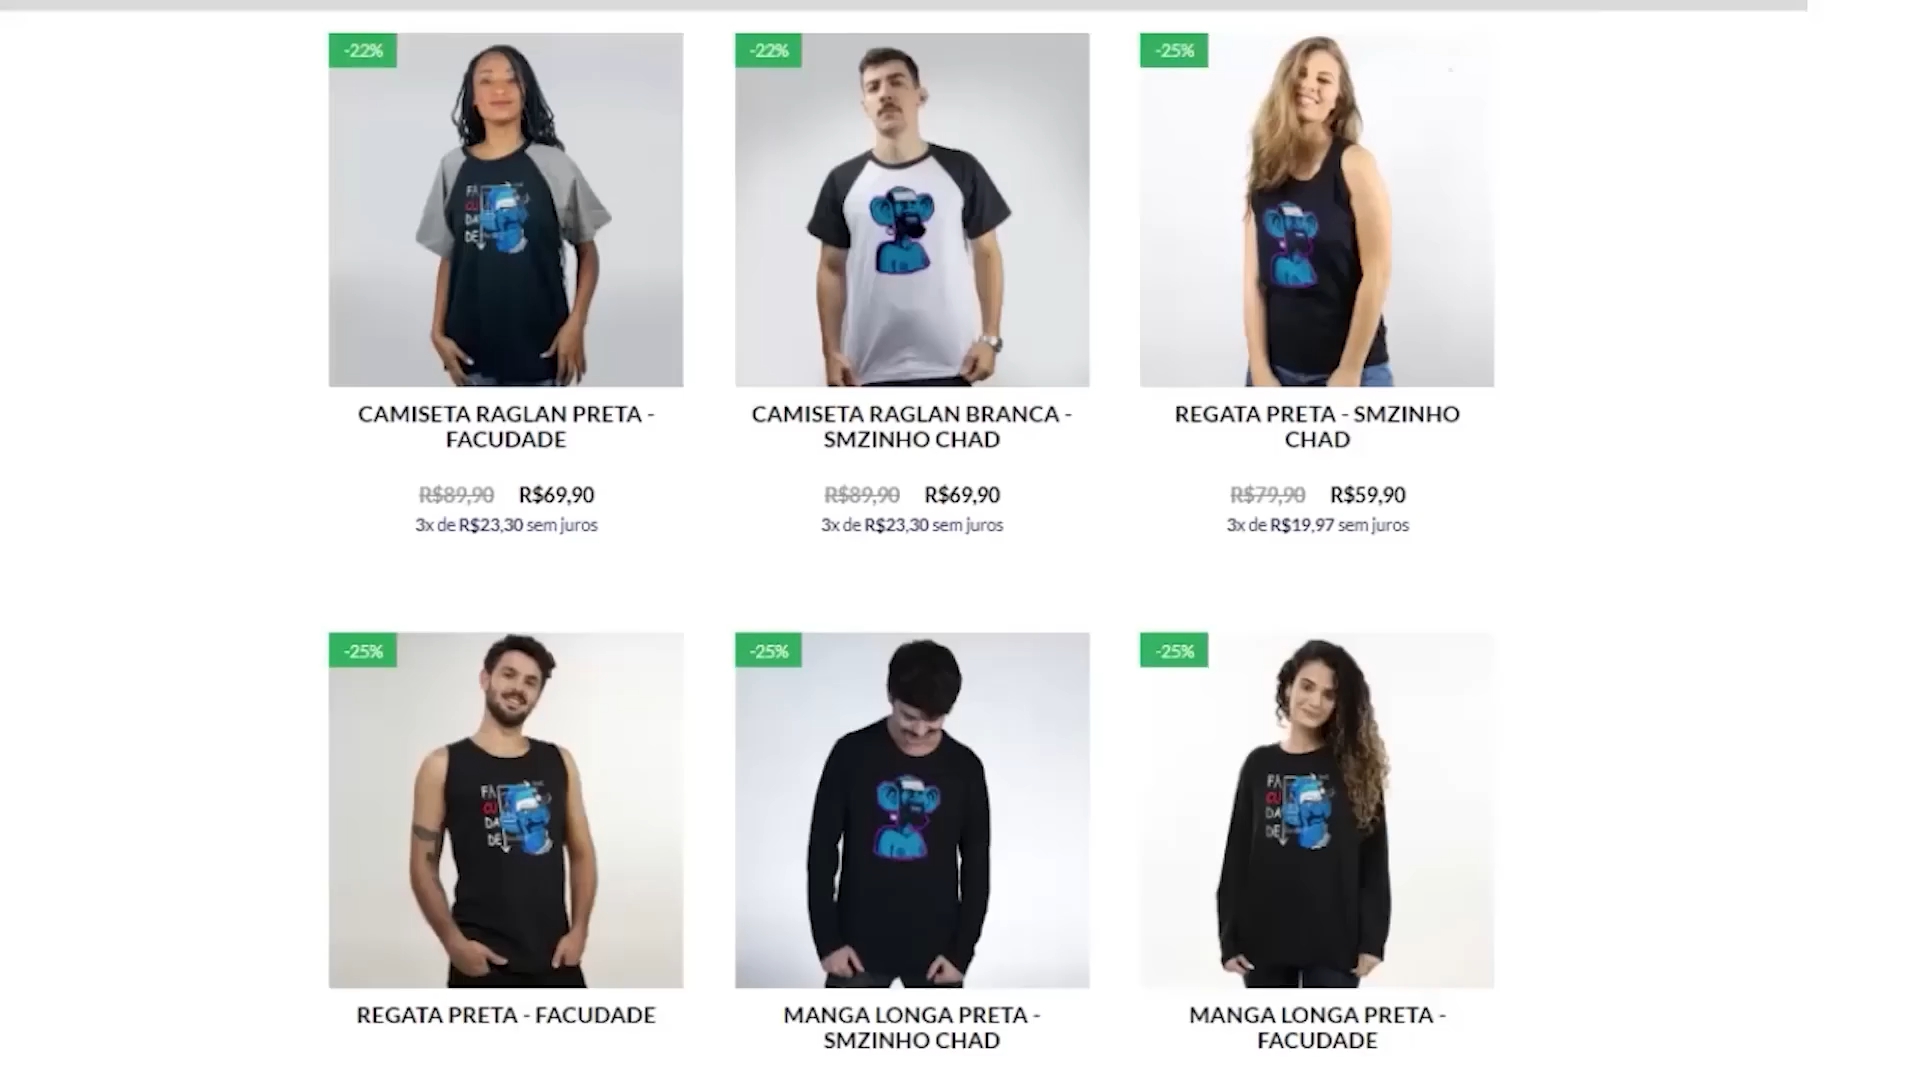 -22%
-22%
-25%
FA
CU
DA
DE
CAMISETA RAGLAN PRETA -
FACUDADE
CAMISETA RAGLAN BRANCA -
SMZINHO CHAD
REGATA PRETA - SMZINHO
CHAD
R$89,90 R$69,90
R$89,90 R$69,90
R$79,90 R$59,90
3x de R$23,30 sem juros
3x de R$23,30 sem juros
3x de R$19,97 sem juros
-25%
-25%
-25%
FA
CU
DA
DE
FA
CU
DA
DE
REGATA PRETA - FACUDADE
MANGA LONGA PRETA -
SMZINHO CHAD
MANGA LONGA PRETA -
FACUDADE